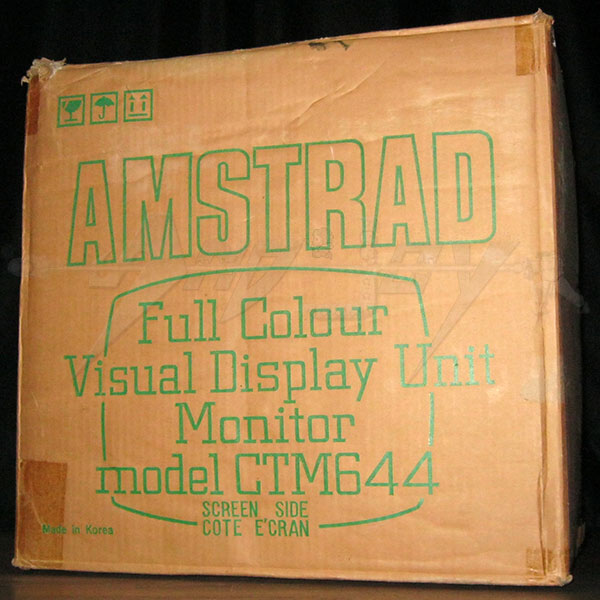 AMSTRAD
Full Colour
Visual Display Unit
Monitor
model CTM644
SCREEN SIDE
COTE E'CRAN
Made in Korea